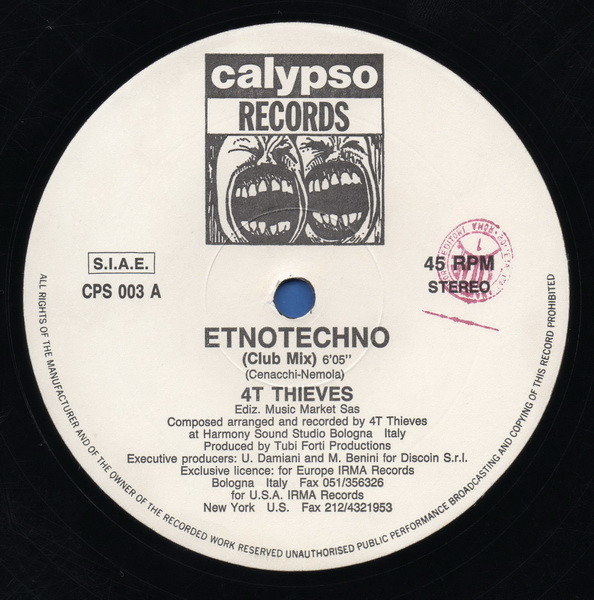 calypso
RECORDS
S.I.A.E.
CPS 003 A
45 RPM
STEREO
ETNOTECHNO
(Club Mix) 6'05"
(Cenacchi-Nemola)
4T THIEVES
Ediz. Music Market Sas
Composed arranged and recorded by 4T Thieves
at Harmony Sound Studio Bologna Italy
Produced by Tubi Forti Productions
Executive producers: U. Damiani and M. Benini for Discoin S.r.l.
Exclusive licence: for Europe IRMA Records
Bologna Italy Fax 051/356326
for U.S.A. IRMA Records
New York U.S. Fax 212/4321953
ALL RIGHTS OF THE MANUFACTURER AND OF THE OWNER OF THE RECORDED WORK RESERVED UNAUTHORISED PUBLIC PERFORMANCE BROADCASTING AND COPYING OF THIS RECORD PROHIBITED